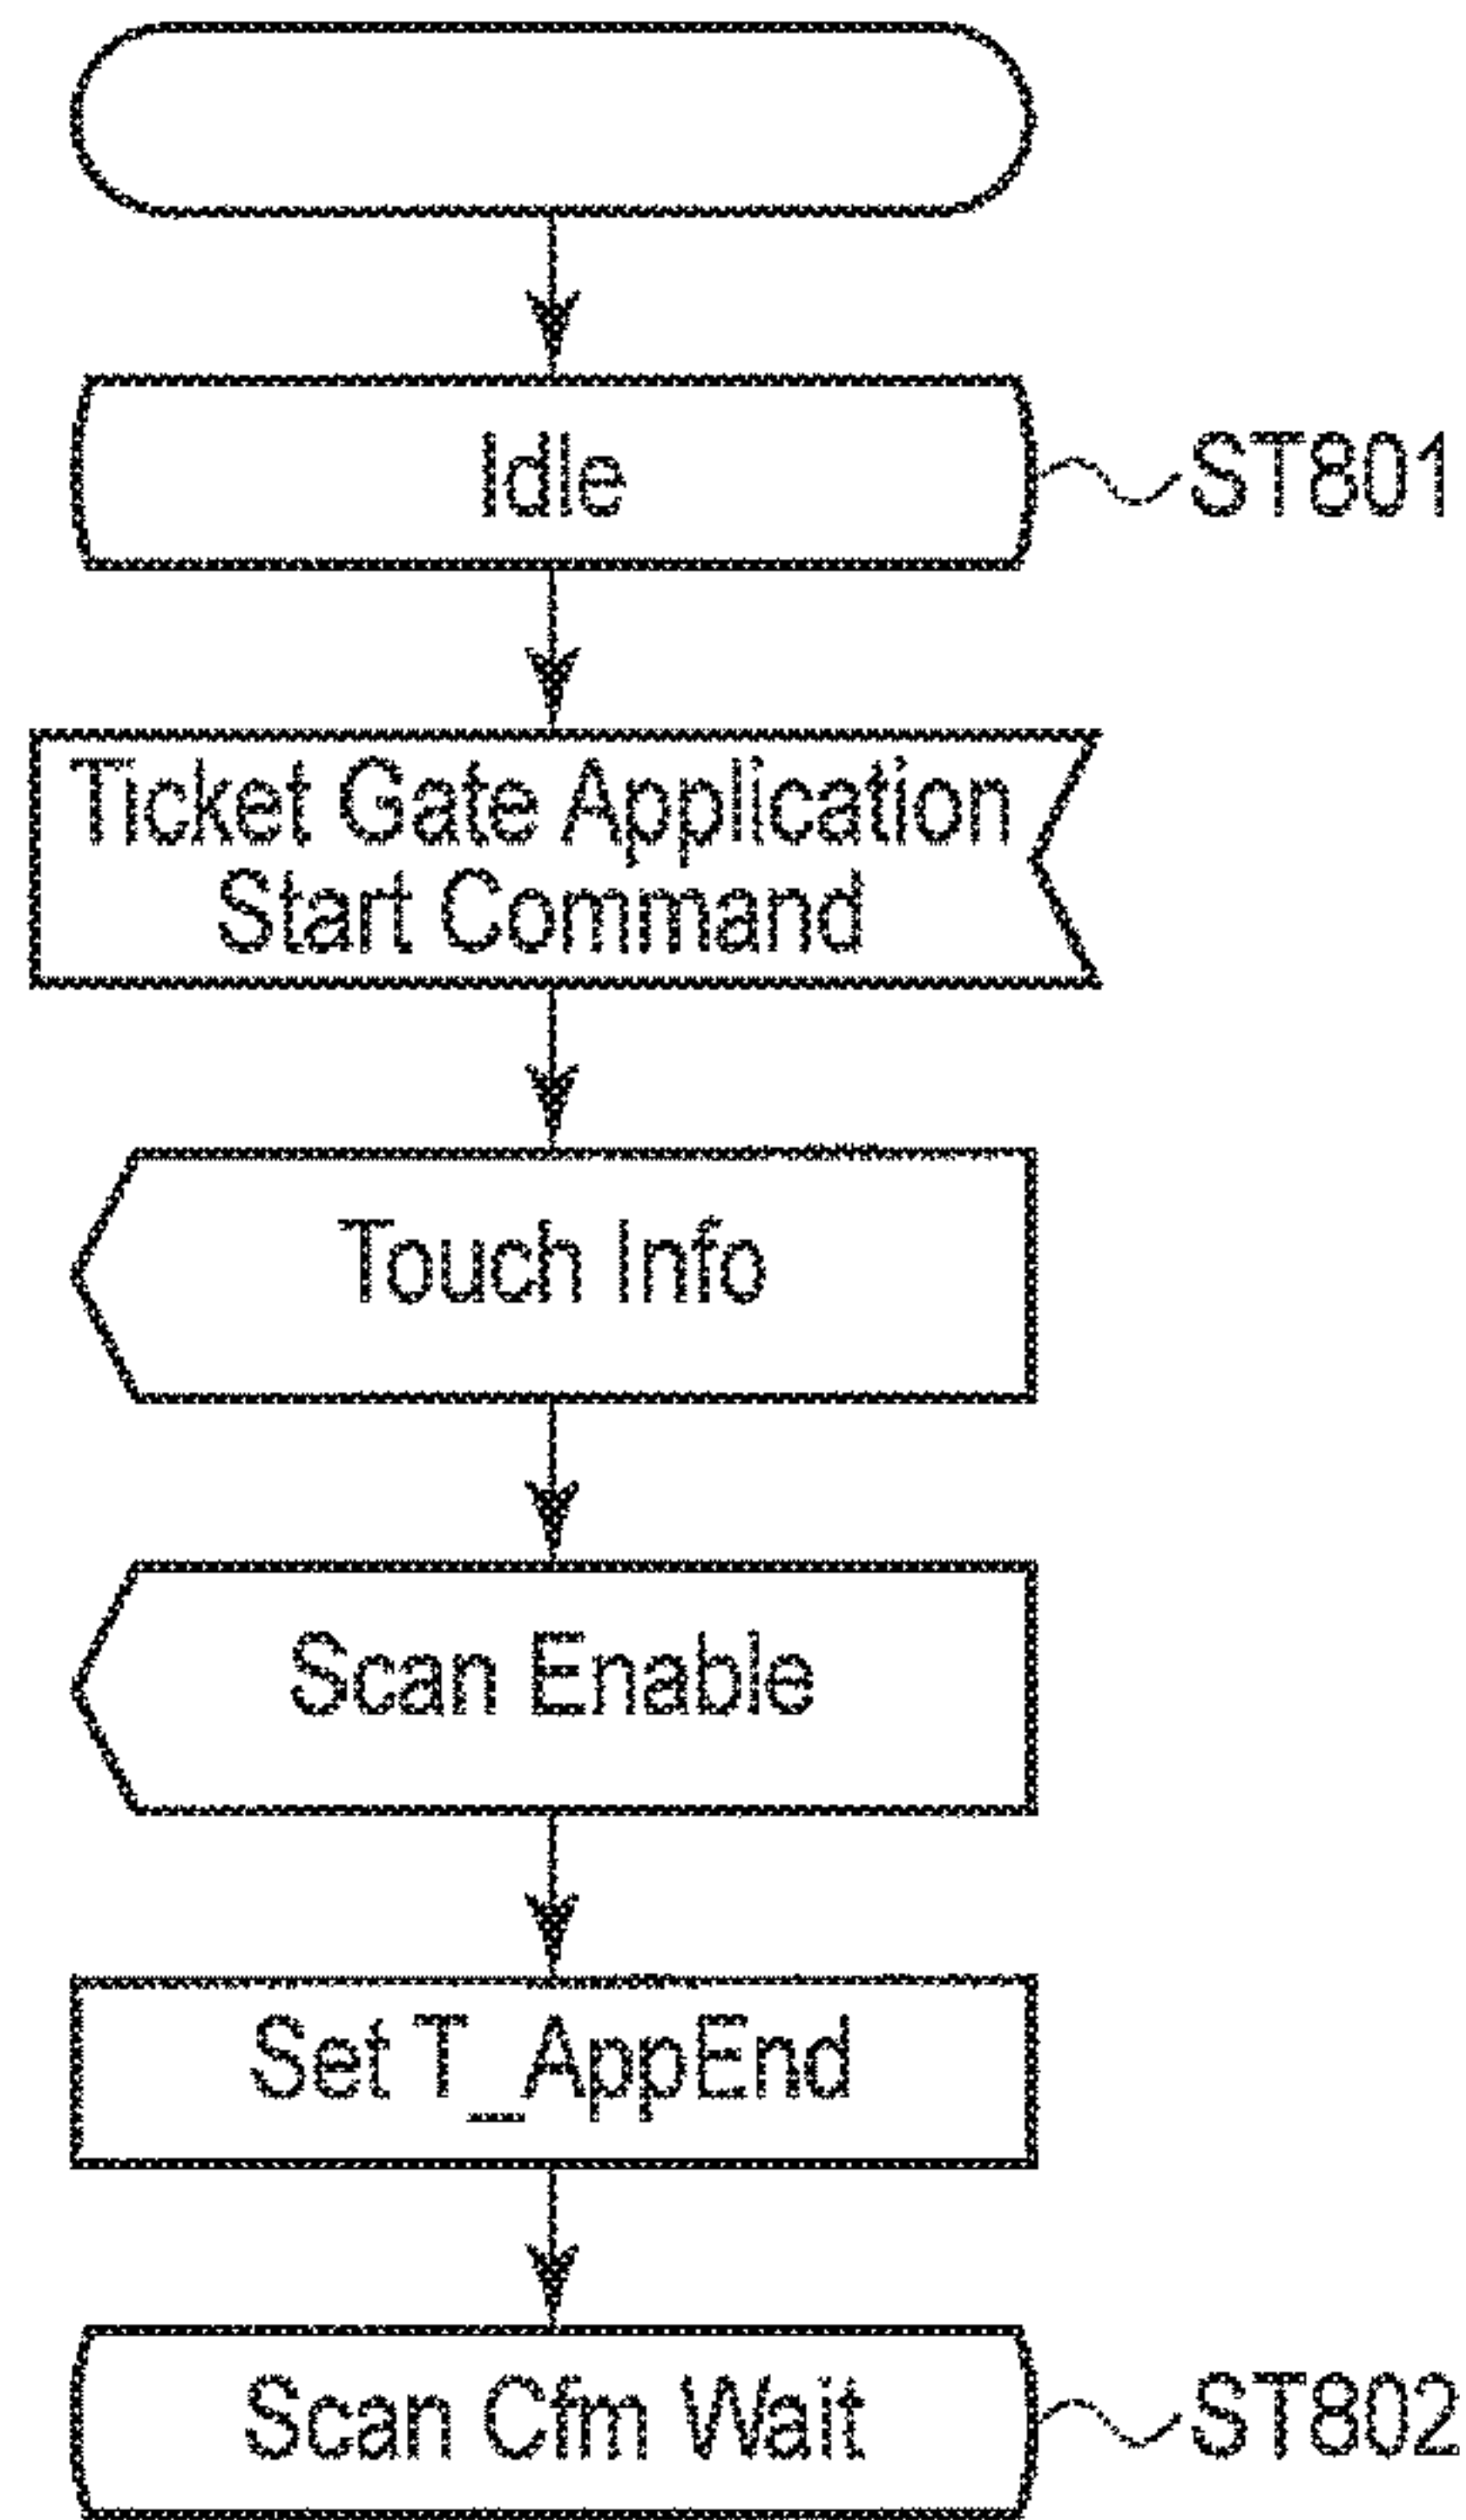 Idle
ST801
Ticket Gate Application
Start Command
Touch Info
Scan Enable
Set T_AppEnd
Scan Cfm Wait
ST802